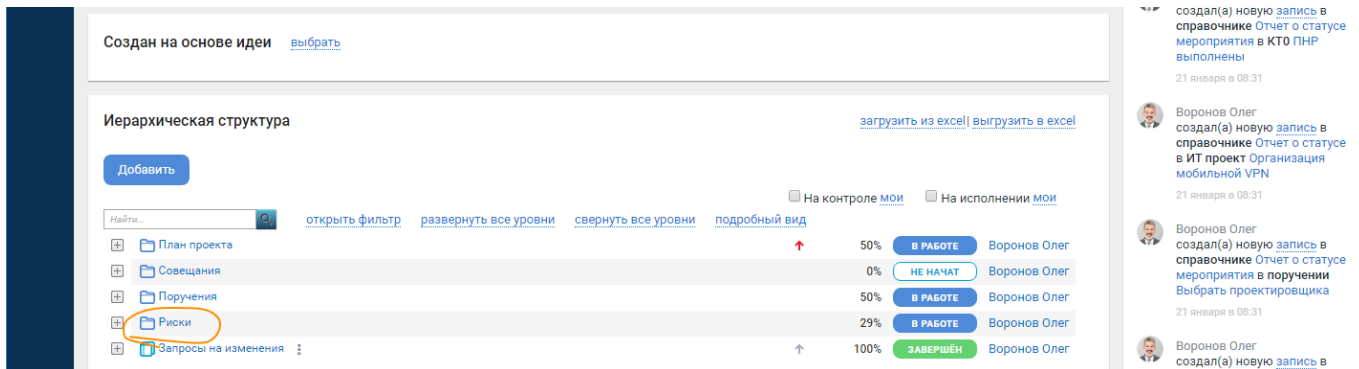 Создан на основе идеи выбрать
Иерархическая структура загрузить из excel| выгрузить в excel
Добавить
На контроле мои На исполнении мои
Найти... открыть фильтр развернуть все уровни свернуть все уровни подробный вид
План проекта 50% В РАБОТЕ Воронов Олег
Совещания 0% НЕ НАЧАТ Воронов Олег
Поручения 50% В РАБОТЕ Воронов Олег
Риски 29% В РАБОТЕ Воронов Олег
Запросы на изменения 100% ЗАВЕРШЁН Воронов Олег
создал(а) новую запись в
справочнике Отчет о статусе
мероприятия в КТ0 ПНР
выполнены
21 января в 08:31
Воронов Олег
создал(а) новую запись в
справочнике Отчет о статусе
в ИТ проект Организация
мобильной VPN
21 января в 08:31
Воронов Олег
создал(а) новую запись в
справочнике Отчет о статусе
мероприятия в поручении
Выбрать проектировщика
21 января в 08:31
Воронов Олег
создал(а) новую запись в